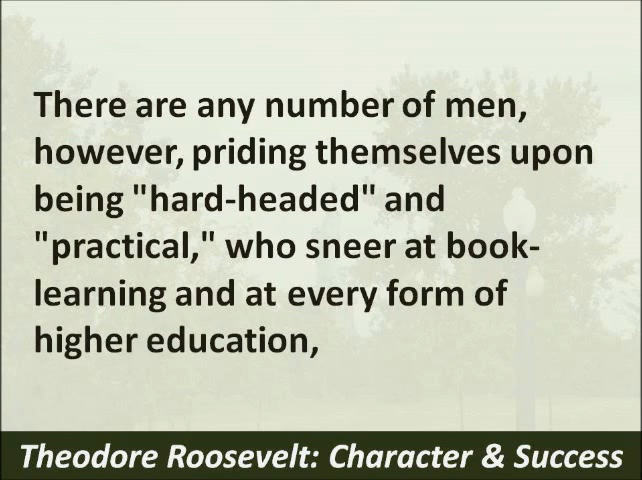 There are any number of men,
however, priding themselves upon
being "hard-headed" and
"practical," who sneer at book-
learning and at every form of
higher education,
Theodore Roosevelt: Character & Success